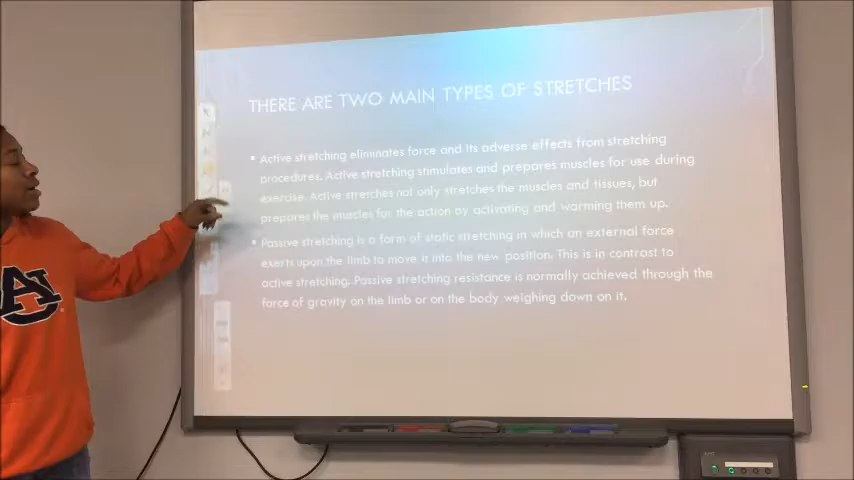 THERE ARE TWO MAIN TYPES OF STRETCHES
• Active stretching eliminates force and its adverse effects from stretching
procedures. Active stretching stimulates and prepares muscles for use during
exercise. Active stretches not only stretches the muscles and tissues, but
prepares the muscles for the action by activating and warming them up.
• Passive stretching is a form of static stretching in which an external force
exerts upon the limb to move it into the new position. This is in contrast to
active stretching. Passive stretching resistance is normally achieved through the
force of gravity on the limb or on the body weighing down on it.
AU